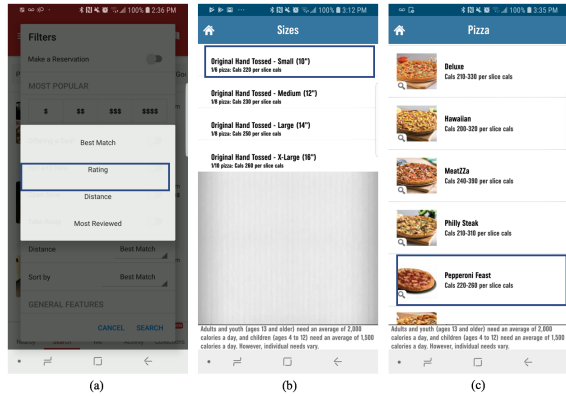 100% 2:36 PM
Filters
Make a Reservation
MOST POPULAR
$ $$ $$$ $$$$
Best Match
Rating
Distance
Most Reviewed
Distance Best Match
Sort by Best Match
GENERAL FEATURES
CANCEL SEARCH
(a)
100% 3:12 PM
Sizes
Original Hand Tossed - Small (10")
1/6 pizza: Cals 220 per slice cals
Original Hand Tossed - Medium (12")
1/8 pizza: Cals 230 per slice cals
Original Hand Tossed - Large (14")
1/8 pizza: Cals 250 per slice cals
Original Hand Tossed - X-Large (16")
1/10 pizza: Cals 260 per slice cals
Adults and youth (ages 13 and older) need an average of 2,000
calories a day, and children (ages 4 to 12) need an average of 1,500
calories a day. However, individual needs vary.
(b)
100% 3:35 PM
Pizza
Deluxe
Cals 210-330 per slice cals
Hawaiian
Cals 200-320 per slice cals
MeatZZa
Cals 240-390 per slice cals
Philly Steak
Cals 210-310 per slice cals
Pepperoni Feast
Cals 220-260 per slice cals
Adults and youth (ages 13 and older) need an average of 2,000
calories a day, and children (ages 4 to 12) need an average of 1,500
calories a day. However, individual needs vary.
(c)